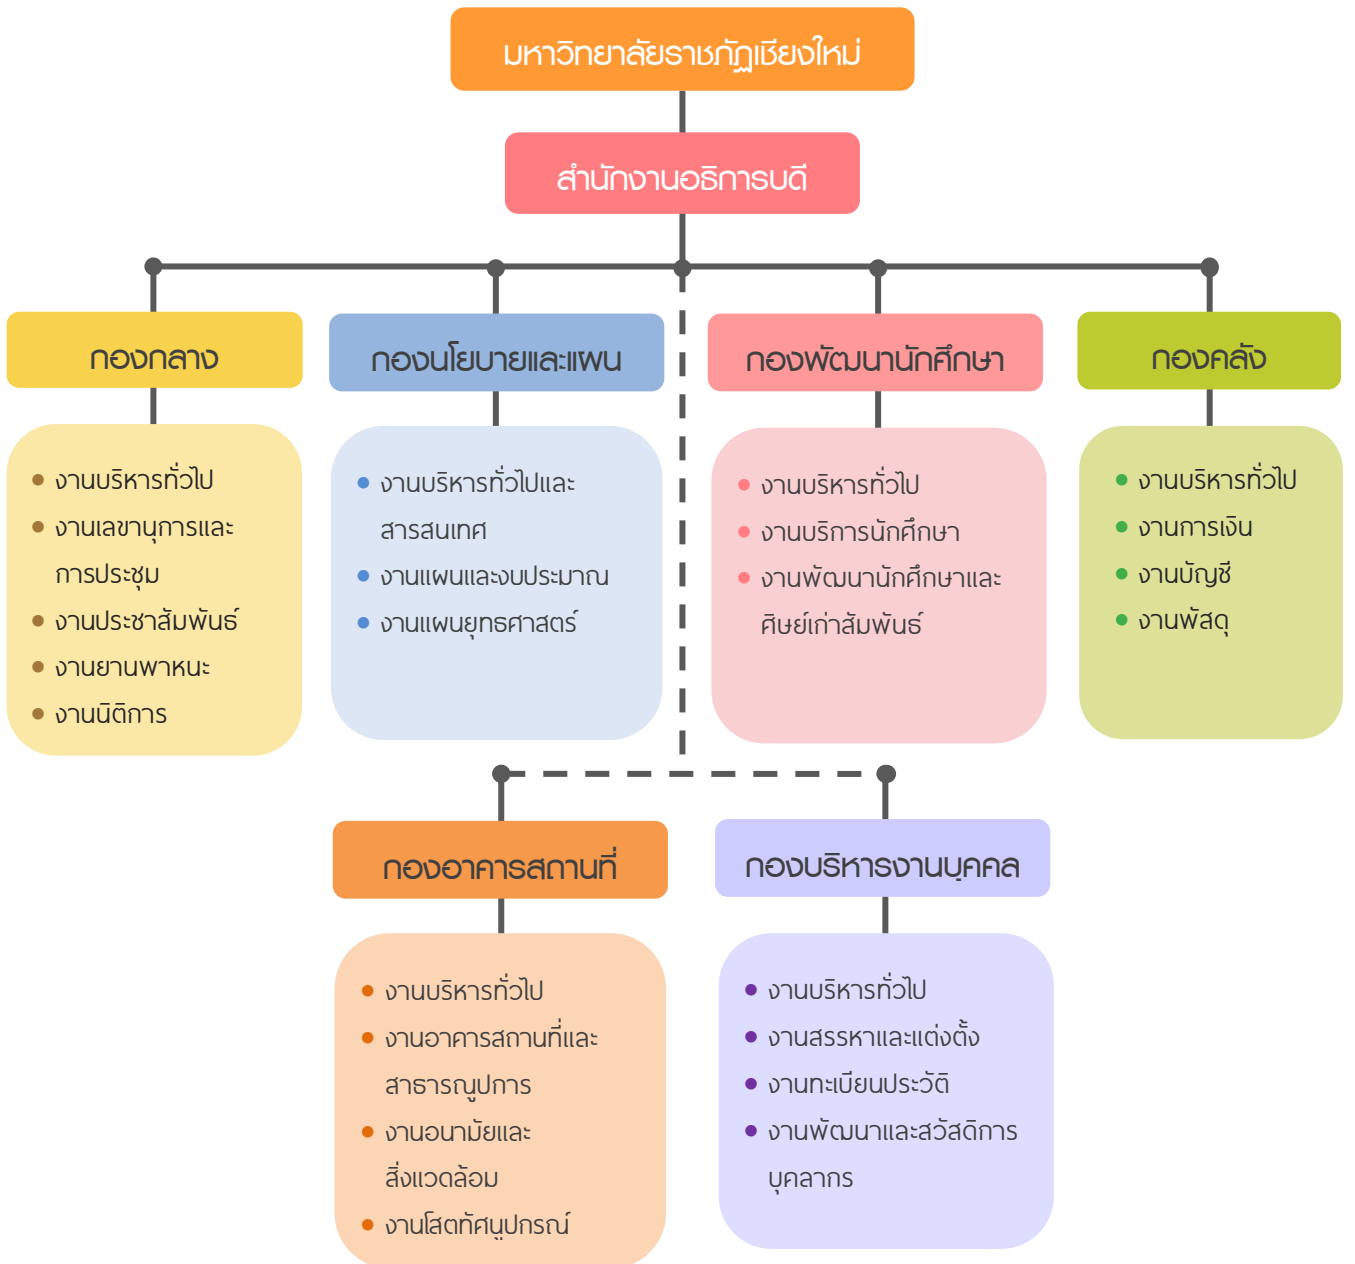 มหาวิทยาลัยราชภัฏเชียงใหม่
สำนักงานอธิการบดี
กองกลาง
งานบริหารทั่วไป
งานเลขานุการและ
การประชุม
งานประชาสัมพันธ์
งานยานพาหนะ
งานนิติการ
กองนโยบายและแผน
งานบริหารทั่วไปและ
สารสนเทศ
งานแผนและงบประมาณ
งานแผนยุทธศาสตร์
กองพัฒนานักศึกษา
งานบริหารทั่วไป
งานบริการนักศึกษา
งานพัฒนานักศึกษาและ
ศิษย์เก่าสัมพันธ์
กองคลัง
งานบริหารทั่วไป
งานการเงิน
งานบัญชี
งานพัสดุ
กองอาคารสถานที่
งานบริหารทั่วไป
งานอาคารสถานที่และ
สาธารณูปการ
งานอนามัยและ
สิ่งแวดล้อม
งานโสตทัศนูปกรณ์
กองบริหารงานบุคคล
งานบริหารทั่วไป
งานสรรหาและแต่งตั้ง
งานทะเบียนประวัติ
งานพัฒนาและสวัสดิการ
บุคลากร